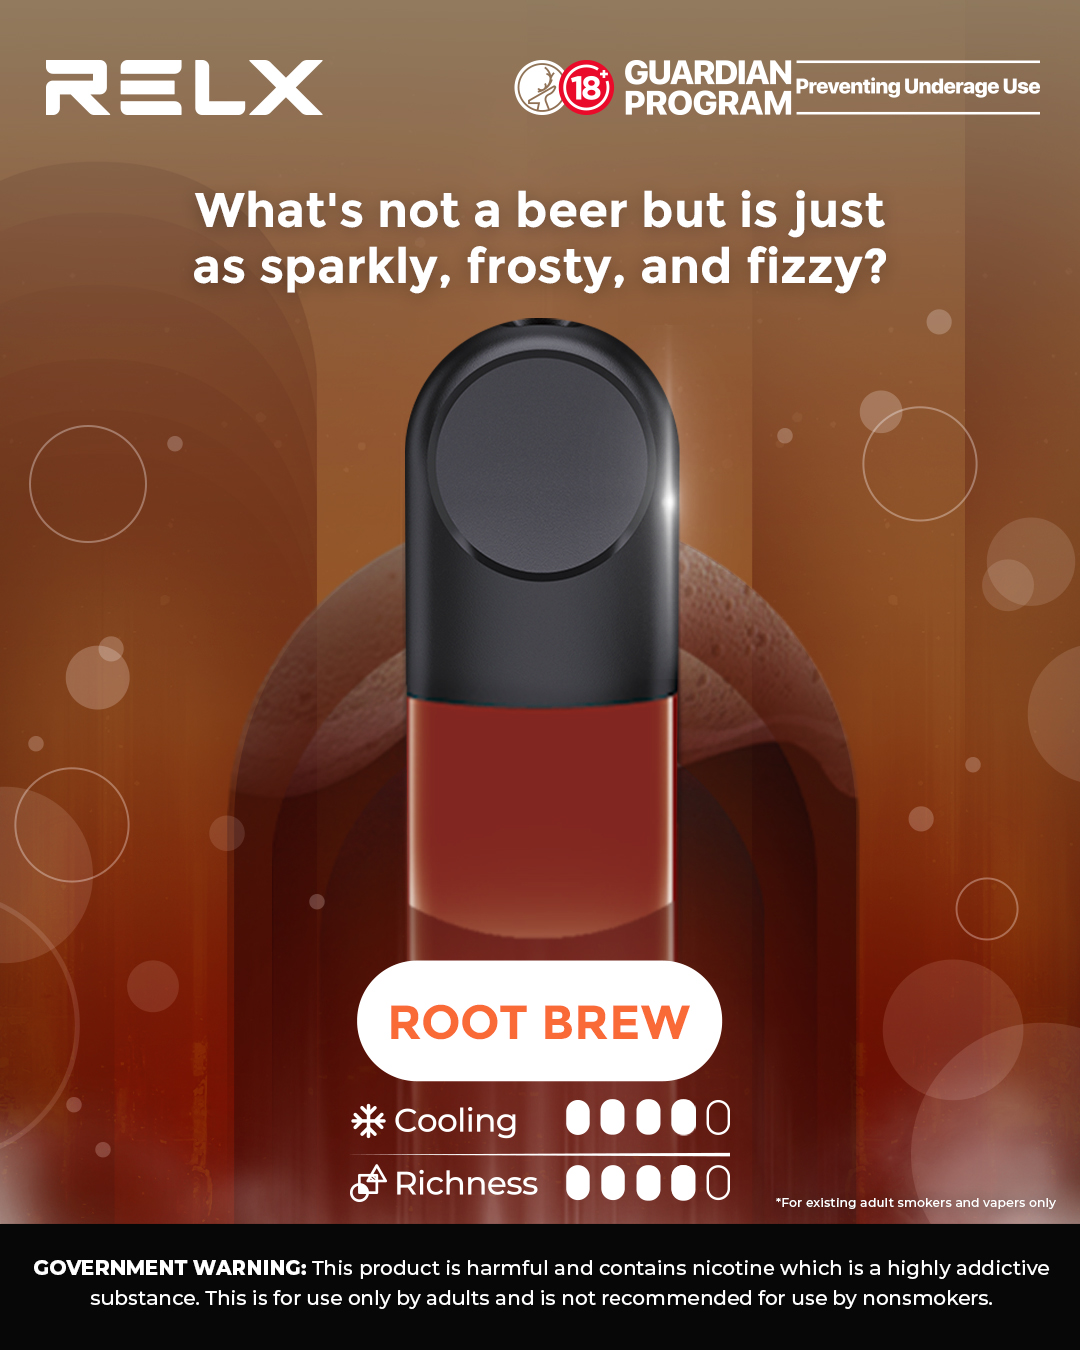 RELX
18+
GUARDIAN
PROGRAM
Preventing Underage Use
What's not a beer but is just
as sparkly, frosty, and fizzy?
ROOT BREW
Cooling
Richness
*For existing adult smokers and vapers only
GOVERNMENT WARNING: This product is harmful and contains nicotine which is a highly addictive
substance. This is for use only by adults and is not recommended for use by nonsmokers.